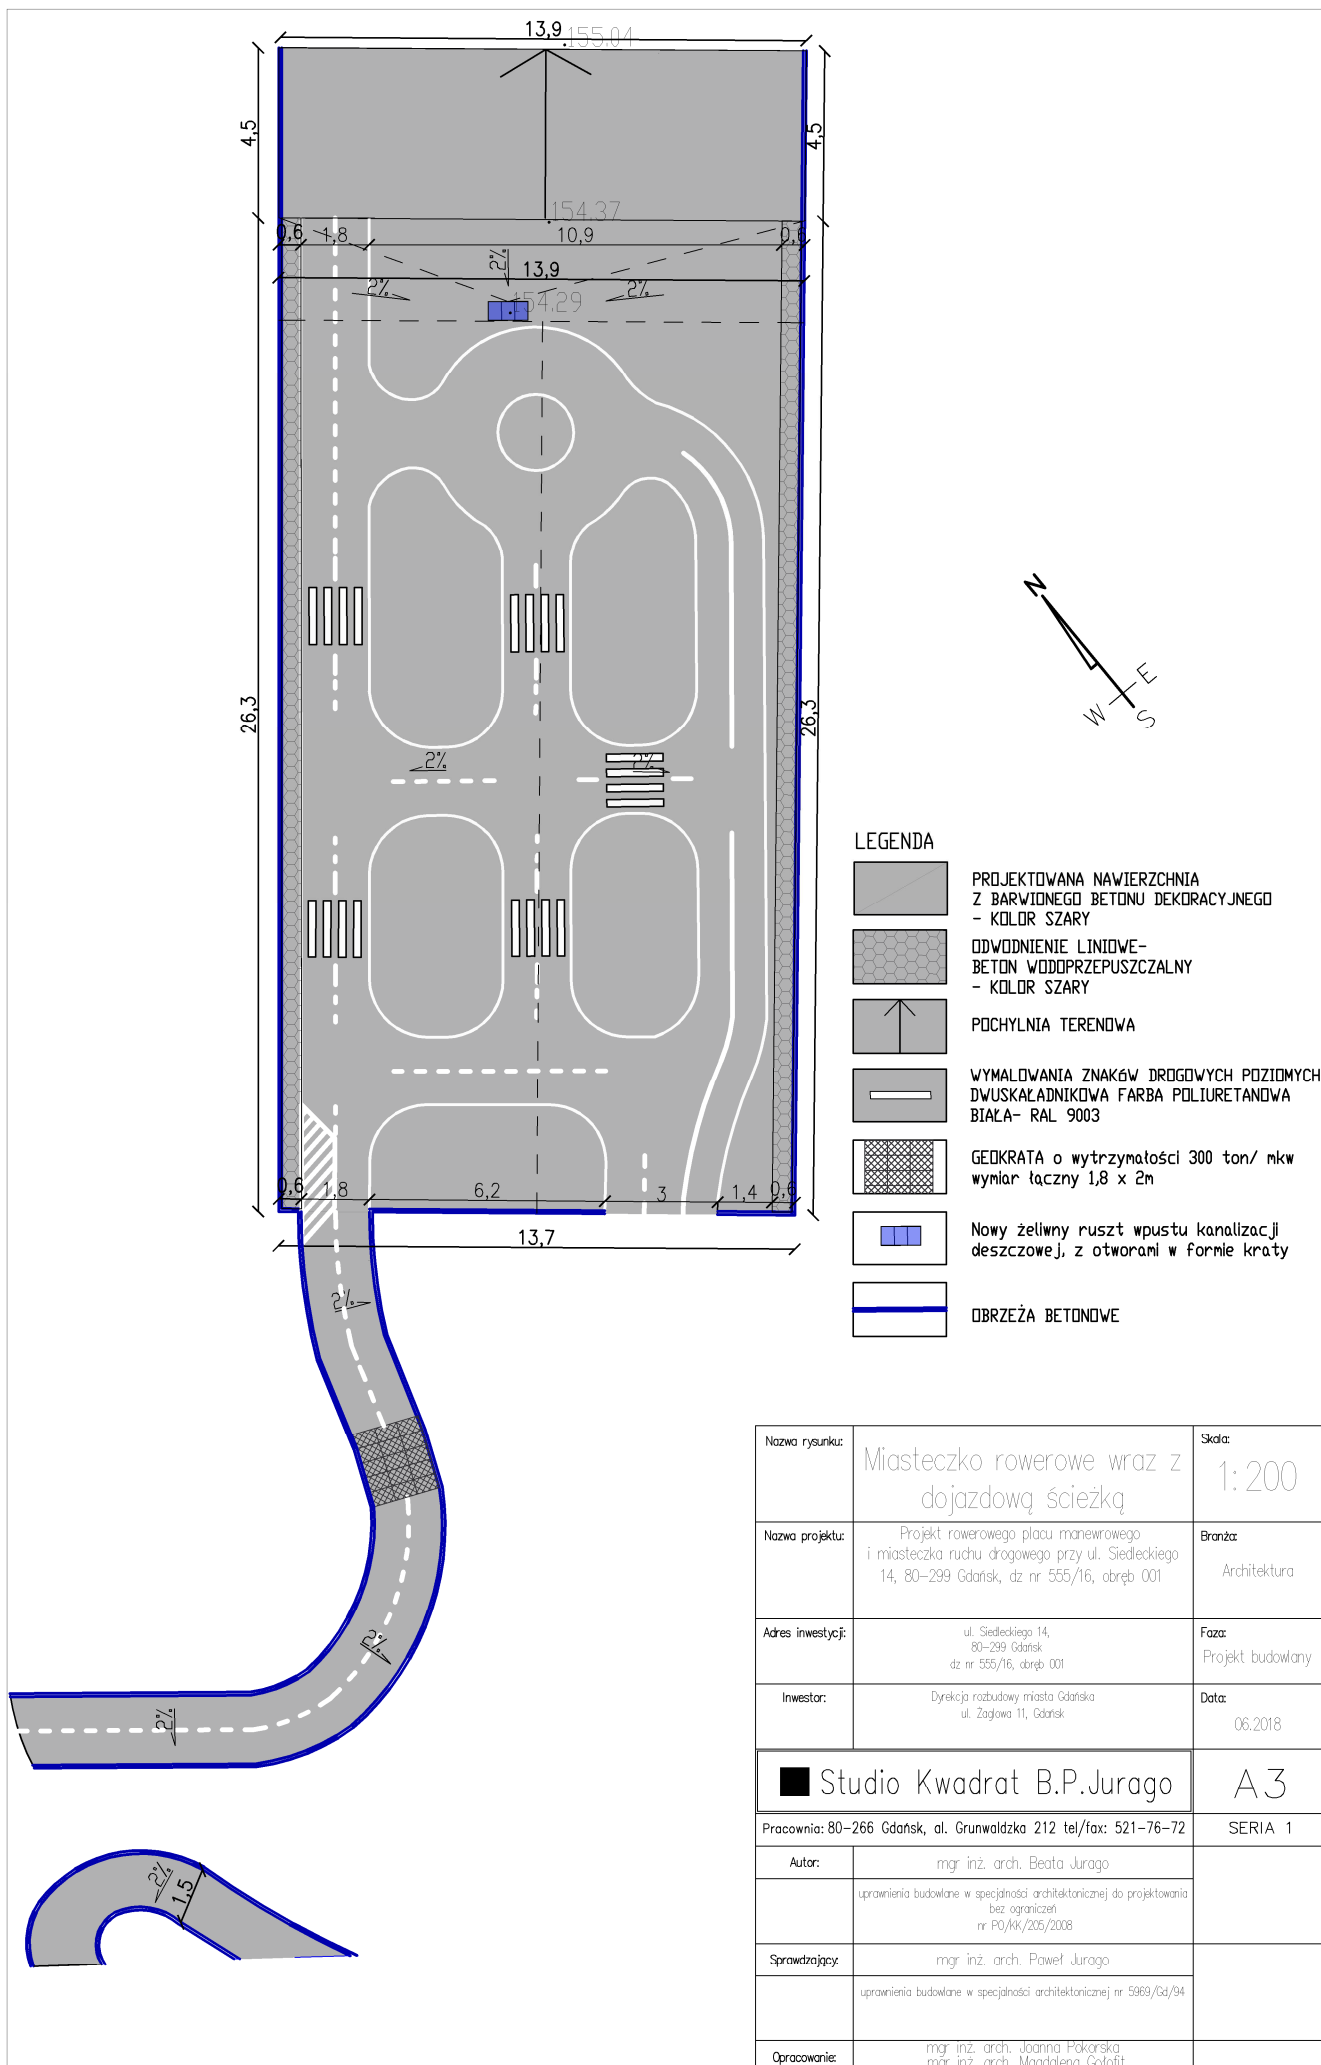 13,9
155.04
4,5
4,5
154.37
0,6
1,8
10,9
0,6
2%
13,9
2%
2%
154.29
26,3
26,3
N
E
W
S
2%
2%
LEGENDA
PROJEKTOWANA NAWIERZCHNIA
Z BARWIONEGO BETONU DEKORACYJNEGO
- KOLOR SZARY
ODWODNIENIE LINIOWE-
BETON WODOPRZEPUSZCZALNY
- KOLOR SZARY
POCHYLNIA TERENOWA
WYMALOWANIA ZNAKÓW DROGOWYCH POZIOMYCH
DWUSKAŁADNIKOWA FARBA POLIURETANOWA
BIAŁA- RAL 9003
GEOKRATA o wytrzymałości 300 ton/ mkw
wymiar łączny 1,8 x 2m
Nowy żeliwny ruszt wpustu kanalizacji
deszczowej, z otworami w formie kraty
OBRZEŻA BETONOWE
0,6
1,8
6,2
3
1,4
0,6
13,7
2%
2%
2%
2%
1,5
Nazwa rysunku:
Miasteczko rowerowe wraz z
dojazdową ścieżką
Skala:
1:200
Nazwa projektu:
Projekt rowerowego placu manewrowego
i miasteczka ruchu drogowego przy ul. Siedleckiego
14, 80-299 Gdańsk, dz nr 555/16, obręb 001
Branża:
Architektura
Adres inwestycji:
ul. Siedleckiego 14,
80-299 Gdańsk
dz nr 555/16, obręb 001
Faza:
Projekt budowlany
Inwestor:
Dyrekcja rozbudowy miasta Gdańska
ul. Żaglowa 11, Gdańsk
Data:
06.2018
Studio Kwadrat B.P.Jurago
A3
Pracownia: 80-266 Gdańsk, al. Grunwaldzka 212 tel/fax: 521-76-72
SERIA 1
Autor:
mgr inż. arch. Beata Jurago
uprawnienia budowlane w specjalności architektonicznej do projektowania
bez ograniczeń
nr PO/KK/205/2008
Sprawdzający:
mgr inż. arch. Paweł Jurago
uprawnienia budowlane w specjalności architektonicznej nr 5969/Gd/94
Opracowanie:
mgr inż. arch. Joanna Pokorska
mgr inż. arch. Magdalena Gołofit